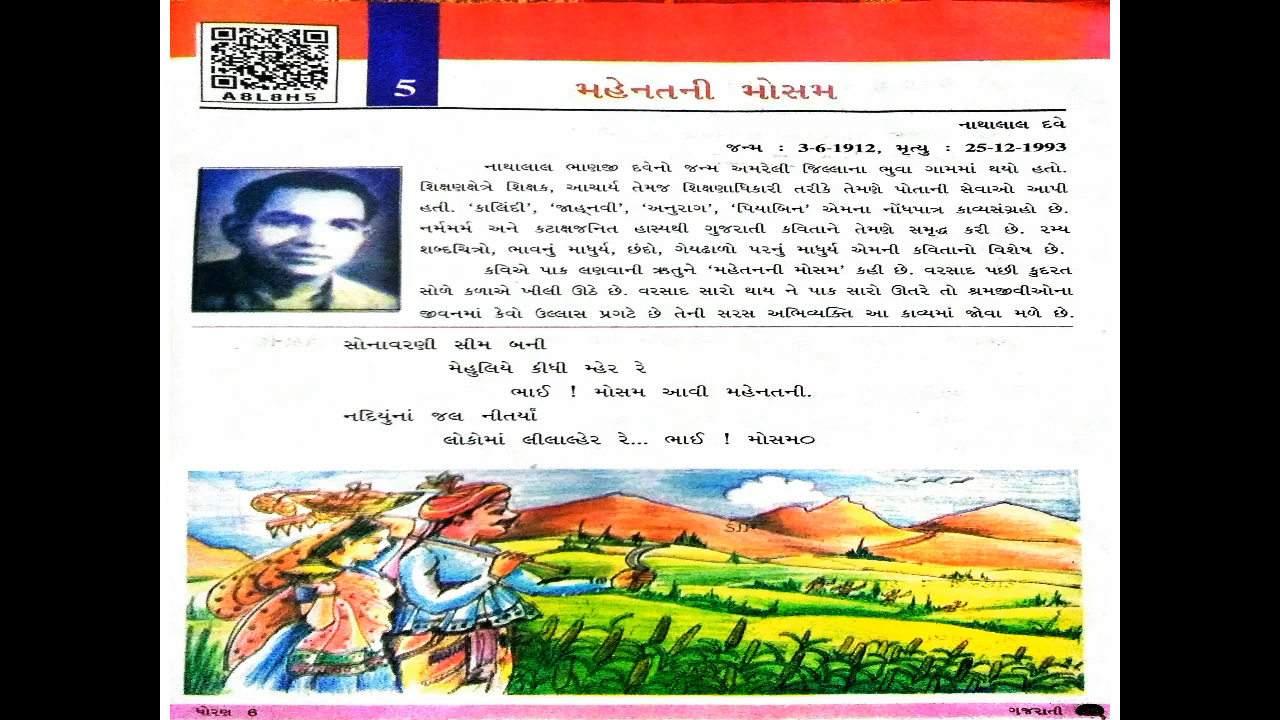 A8L8H5
5
મહેનતની મોસમ
નાથાલાલ દવે
જન્મ : 3-6-1912, મૃત્યુ : 25-12-1993
નાથાલાલ ભાણજી દવેનો જન્મ અમરેલી જિલ્લાના ભુવા ગામમાં થયો હતો.
શિક્ષણક્ષેત્રે શિક્ષક, આચાર્ય તેમજ શિક્ષણાધિકારી તરીકે તેમણે પોતાની સેવાઓ આપી
હતી. ‘કાલિંદી’, ‘જાહ્નવી’, ‘અનુરાગ’, ‘પિયાબિન’ એમના નોંધપાત્ર કાવ્યસંગ્રહો છે.
નર્મમર્મ અને કટાક્ષજનિત હાસ્યથી ગુજરાતી કવિતાને તેમણે સમૃદ્ધ કરી છે. રમ્ય
શબ્દચિત્રો, ભાવનું માધુર્ય, છંદો, ગેયઢાળો પરનું માધુર્ય એમની કવિતાનો વિશેષ છે.
કવિએ પાક લણવાની ઋતુને ‘મહેતનની મોસમ’ કહી છે. વરસાદ પછી કુદરત
સોળે કળાએ ખીલી ઊઠે છે. વરસાદ સારો થાય ને પાક સારો ઊતરે તો શ્રમજીવીઓના
જીવનમાં કેવો ઉલ્લાસ પ્રગટે છે તેની સરસ અભિવ્યક્તિ આ કાવ્યમાં જોવા મળે છે.
સોનાવરણી સીમ બની
મેહુલિયે કીધી મ્હેર રે
ભાઈ ! મોસમ આવી મહેનતની.
નદિયુંનાં જલ નીતર્યાં
લોકોમાં લીલાલ્હેર રે... ભાઈ ! મોસમ૦
ધોરણ 6
ગુજરાતી